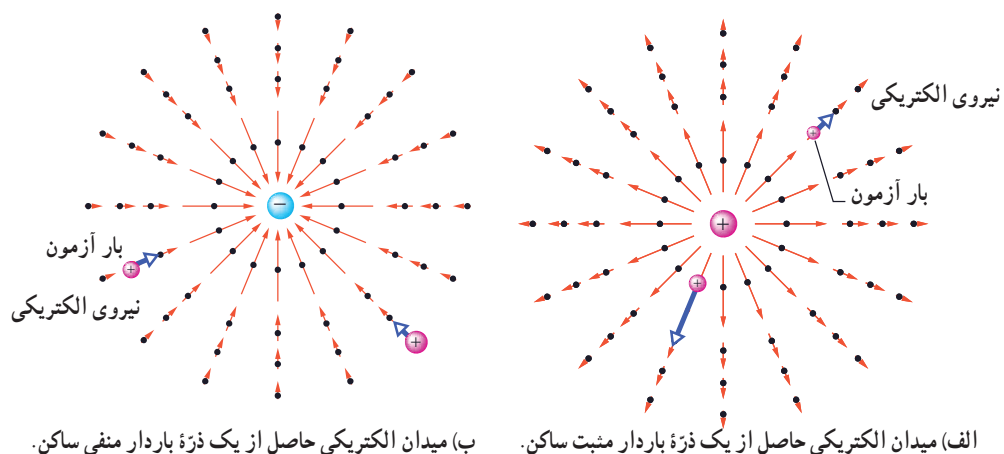 نیروی الکتریکی
بار آزمون
بار آزمون
نیروی الکتریکی
الف) میدان الکتریکی حاصل از یک ذرّهٔ باردار مثبت ساکن.
ب) میدان الکتریکی حاصل از یک ذرّهٔ باردار منفی ساکن.